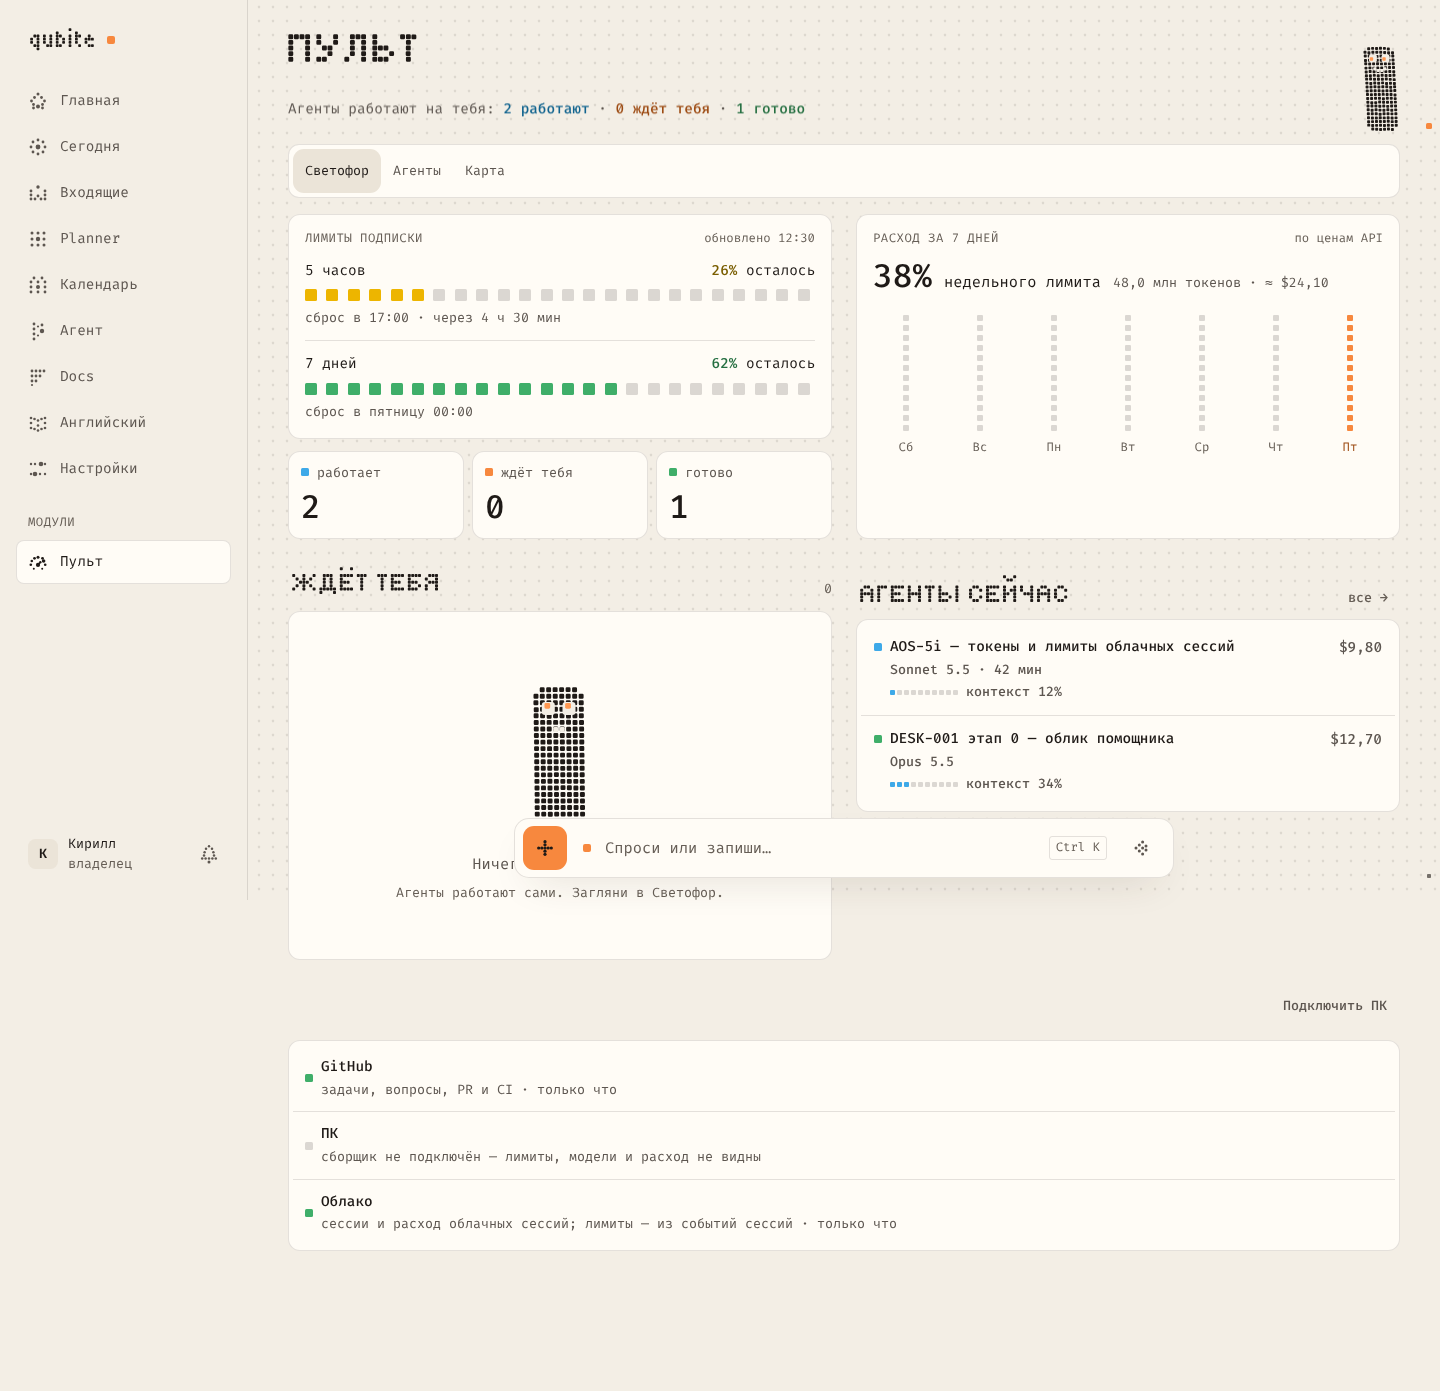 qubite
Главная
Сегодня
Входящие
Planner
Календарь
Агент
Docs
Английский
Настройки
МОДУЛИ
Пульт
К
Кирилл
владелец
ПУЛЬТ
Агенты работают на тебя: 2 работают · 0 ждёт тебя · 1 готово
Светофор Агенты Карта
ЛИМИТЫ ПОДПИСКИ обновлено 12:30
5 часов 26% осталось
сброс в 17:00 · через 4 ч 30 мин
7 дней 62% осталось
сброс в пятницу 00:00
работает
2
ждёт тебя
0
готово
1
РАСХОД ЗА 7 ДНЕЙ по ценам API
38% недельного лимита 48,0 млн токенов · ≈ $24,10
Сб Вс Пн Вт Ср Чт Пт
ЖДЁТ ТЕБЯ 0
Агенты работают сами. Загляни в Светофор.
АГЕНТЫ СЕЙЧАС все →
AOS-5i — токены и лимиты облачных сессий $9,80
Sonnet 5.5 · 42 мин
контекст 12%
DESK-001 этап 0 — облик помощника $12,70
Opus 5.5
контекст 34%
Спроси или запиши… Ctrl K
Подключить ПК
GitHub
задачи, вопросы, PR и CI · только что
ПК
сборщик не подключён — лимиты, модели и расход не видны
Облако
сессии и расход облачных сессий; лимиты — из событий сессий · только что